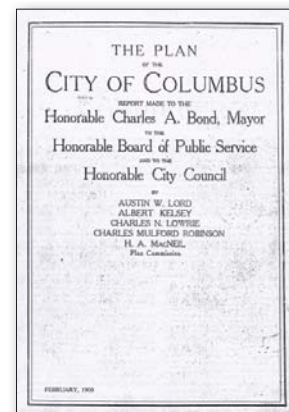 THE PLAN
OF THE
CITY OF COLUMBUS
REPORT MADE TO THE
Honorable Charles A. Bond, Mayor
TO THE
Honorable Board of Public Service
AND TO THE
Honorable City Council
BY
AUSTIN W. LORD
ALBERT KELSEY
CHARLES N. LOWRIE
CHARLES MULFORD ROBINSON
H. A. MacNEIL
Plan Commission
FEBRUARY, 1908